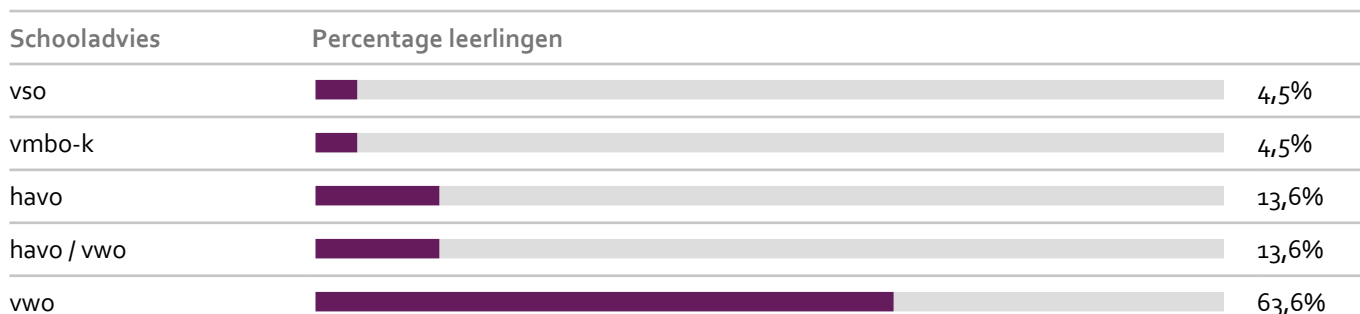 Schooladvies Percentage leerlingen
vso 4,5%
vmbo-k 4,5%
havo 13,6%
havo / vwo 13,6%
vwo 63,6%